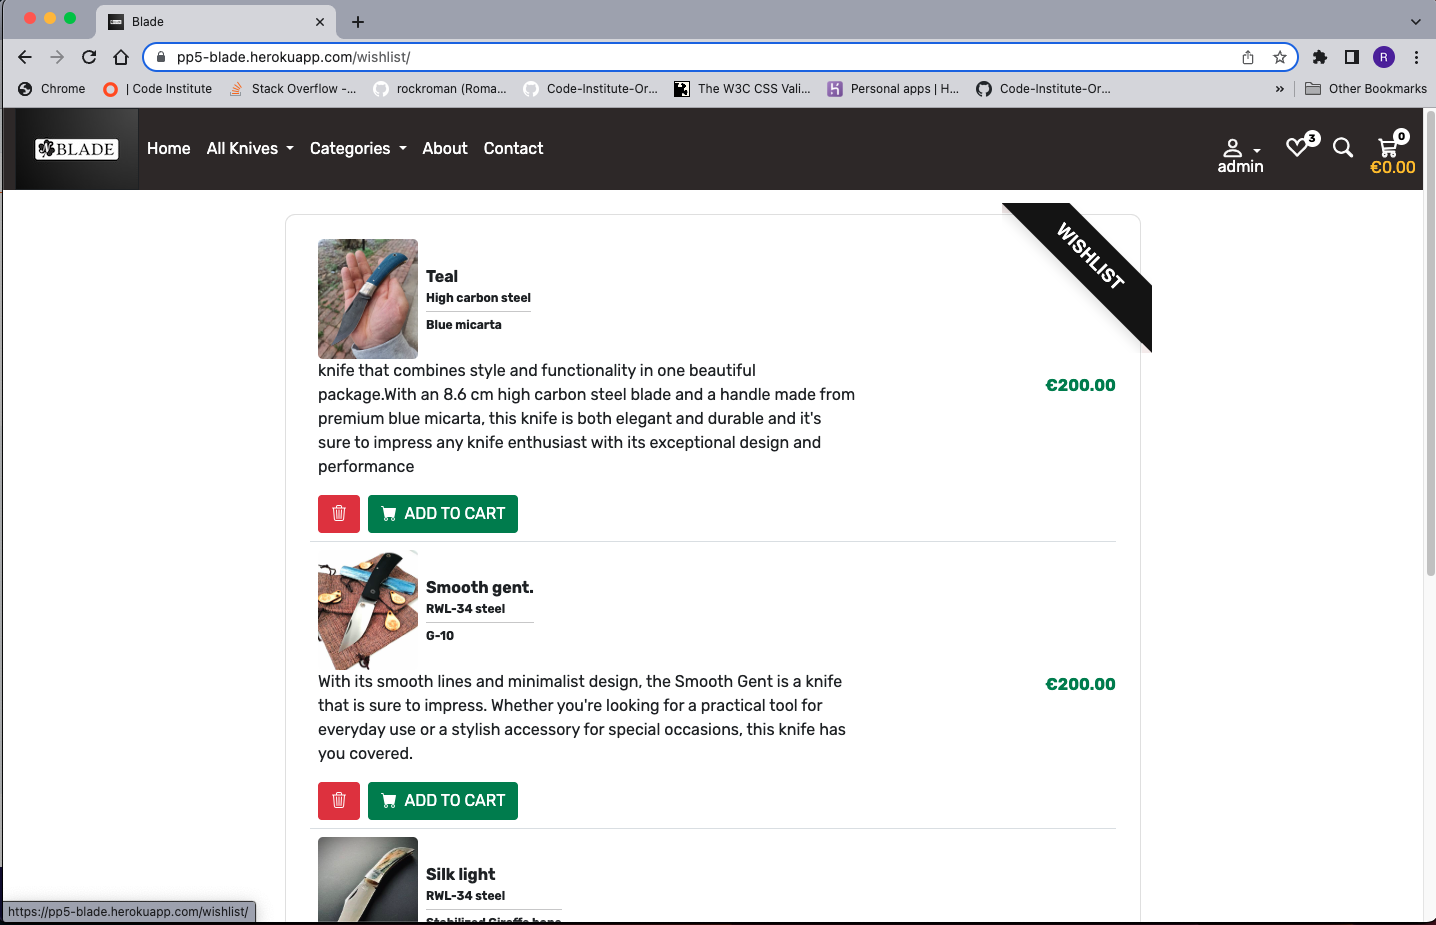 Blade
pp5-blade.herokuapp.com/wishlist/
R
Chrome
| Code Institute
Stack Overflow -...
rockroman (Roma...
Code-Institute-Or...
The W3C CSS Vali...
Personal apps | H...
Code-Institute-Or...
»
Other Bookmarks
BLADE
Home
All Knives
Categories
About
Contact
admin
3
0
€0.00
WISHLIST
Teal
High carbon steel
Blue micarta
knife that combines style and functionality in one beautiful
package.With an 8.6 cm high carbon steel blade and a handle made from
premium blue micarta, this knife is both elegant and durable and it's
sure to impress any knife enthusiast with its exceptional design and
performance
€200.00
ADD TO CART
Smooth gent.
RWL-34 steel
G-10
With its smooth lines and minimalist design, the Smooth Gent is a knife
that is sure to impress. Whether you're looking for a practical tool for
everyday use or a stylish accessory for special occasions, this knife has
you covered.
€200.00
ADD TO CART
Silk light
RWL-34 steel
Stabilized Giraffe bone
https://pp5-blade.herokuapp.com/wishlist/